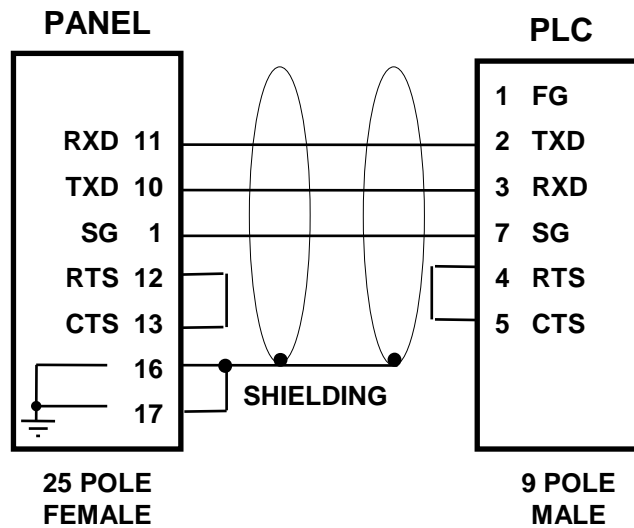 PANEL
RXD 11
TXD 10
SG 1
RTS 12
CTS 13
16
17
SHIELDING
25 POLE
FEMALE
PLC
1 FG
2 TXD
3 RXD
7 SG
4 RTS
5 CTS
9 POLE
MALE